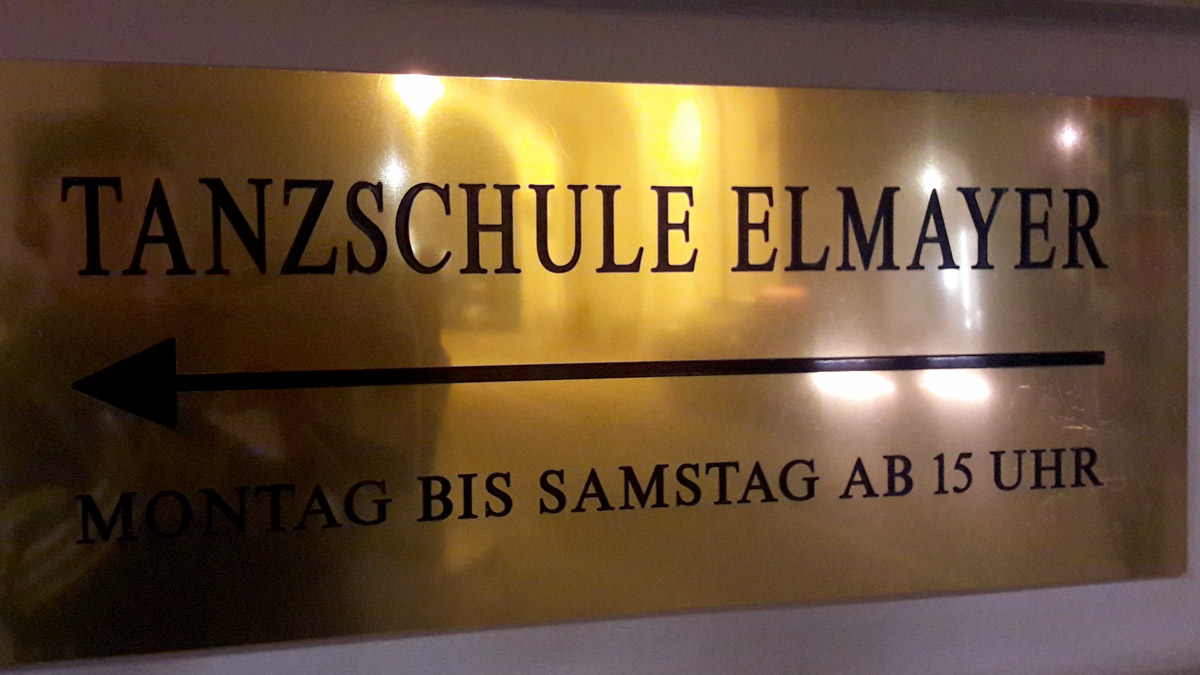 TANZSCHULE ELMAYER
MONTAG BIS SAMSTAG AB 15 UHR